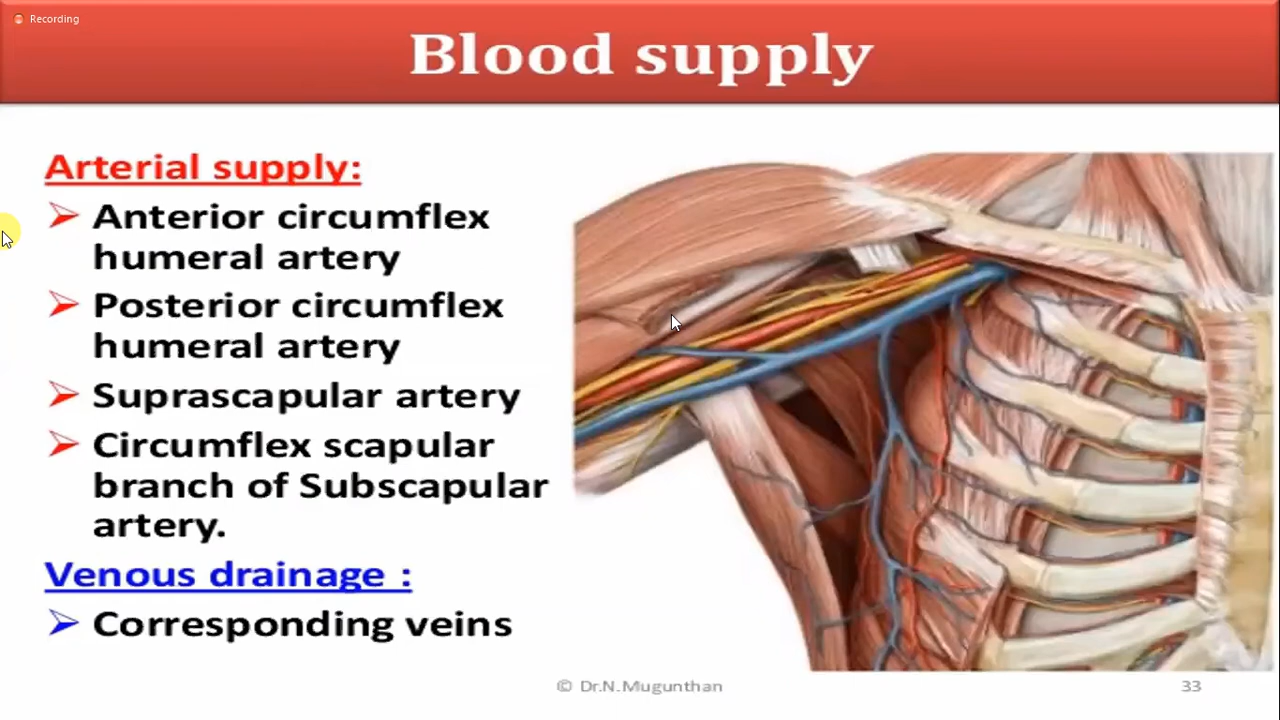 Recording
Blood supply
Arterial supply:
Anterior circumflex
humeral artery
Posterior circumflex
humeral artery
Suprascapular artery
Circumflex scapular
branch of Subscapular
artery.
Venous drainage :
Corresponding veins
© Dr.N.Mugunthan
33